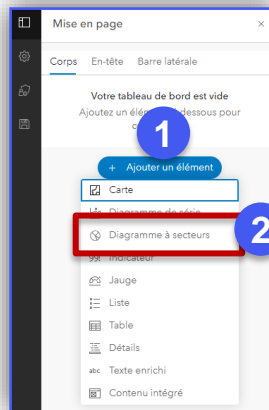 Mise en page
×
Corps En-tête Barre latérale
Votre tableau de bord est vide
Ajoutez un dessous pour
1
+ Ajouter un élément
Carte
Diagramme de série
Diagramme à secteurs
2
Indicateur
Jauge
Liste
Table
Détails
abc Texte enrichi
Contenu intégré